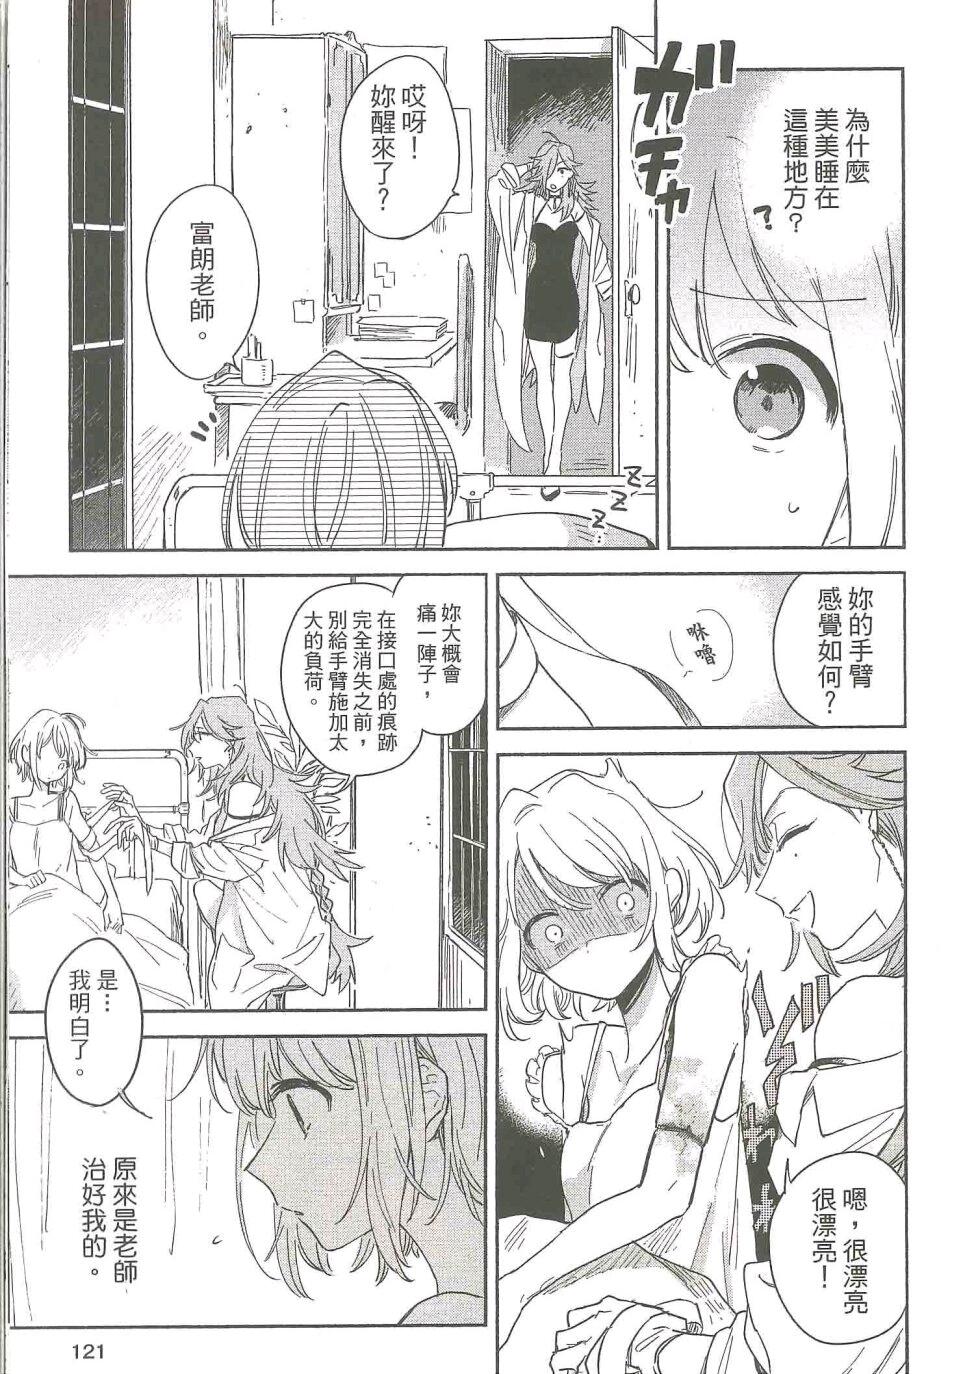 為什麼
美美睡在
這種地方？
？
ガチャ
哎呀！
妳醒來了？
富朗老師。
z
z
z
妳的手臂
感覺如何？
咻嚕
妳大概會
痛一陣子，
在接口處的痕跡
完全消失之前，
別給手臂施加太
大的負荷。
是…
我明白了。
嗯，很漂亮
很漂亮！
原來是老師
治好我的。
121